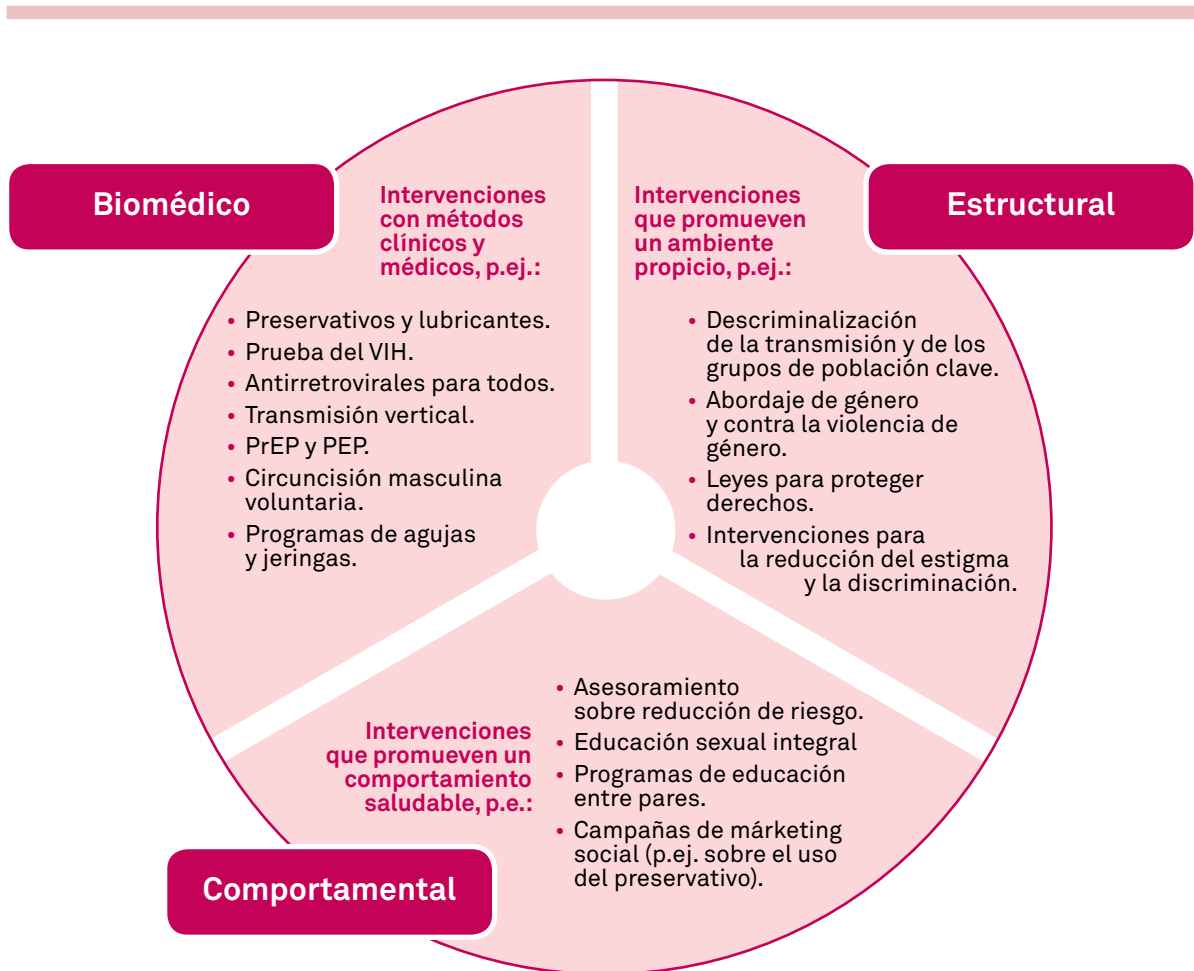 Biomédico
Intervenciones
con métodos
clínicos y
médicos, p.ej.:
• Preservativos y lubricantes.
• Prueba del VIH.
• Antirretrovirales para todos.
• Transmisión vertical.
• PrEP y PEP.
• Circuncisión masculina
voluntaria.
• Programas de agujas
y jeringas.
Estructural
Intervenciones
que promueven
un ambiente
propicio, p.ej.:
• Descriminalización
de la transmisión y de los
grupos de población clave.
• Abordaje de género
y contra la violencia de
género.
• Leyes para proteger
derechos.
• Intervenciones para
la reducción del estigma
y la discriminación.
Comportamental
Intervenciones
que promueven un
comportamiento
saludable, p.e.:
• Asesoramiento
sobre reducción de riesgo.
• Educación sexual integral
• Programas de educación
entre pares.
• Campañas de márketing
social (p.ej. sobre el uso
del preservativo).